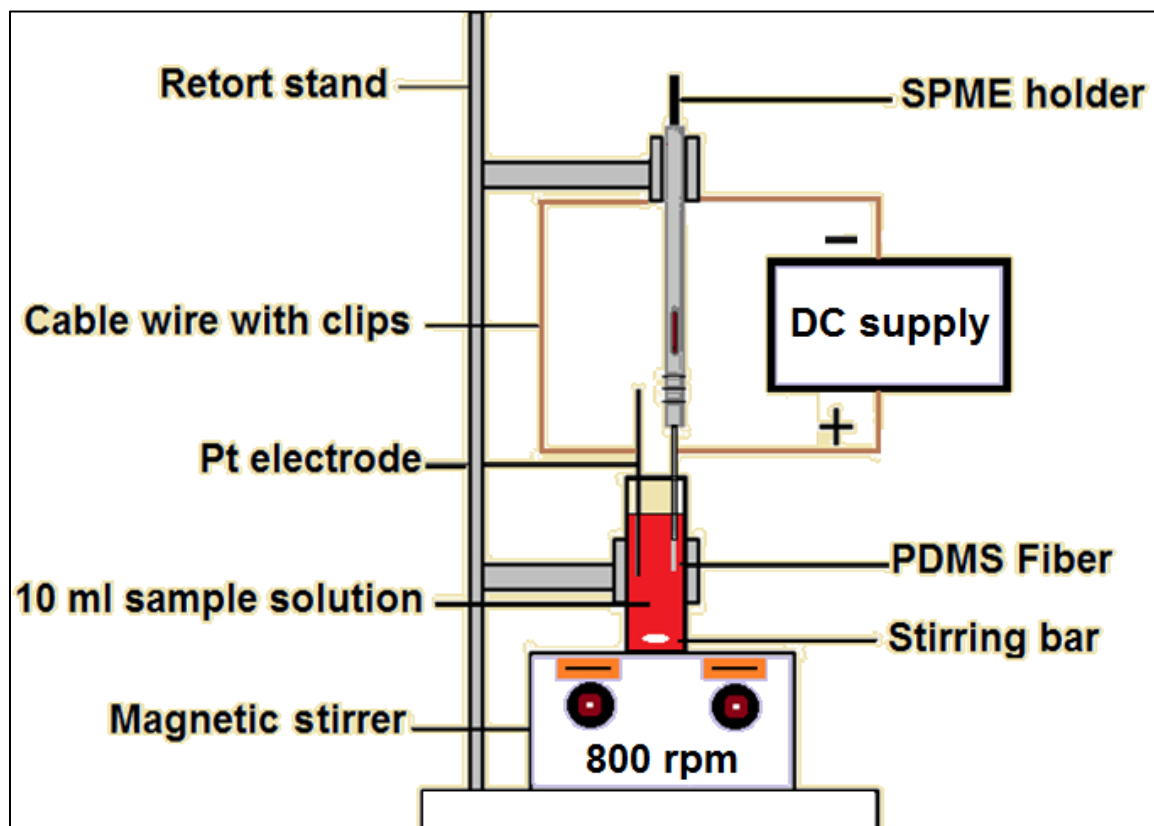 Retort stand
SPME holder
−
DC supply
Cable wire with clips
+
Pt electrode
PDMS Fiber
10 ml sample solution
Stirring bar
Magnetic stirrer
800 rpm